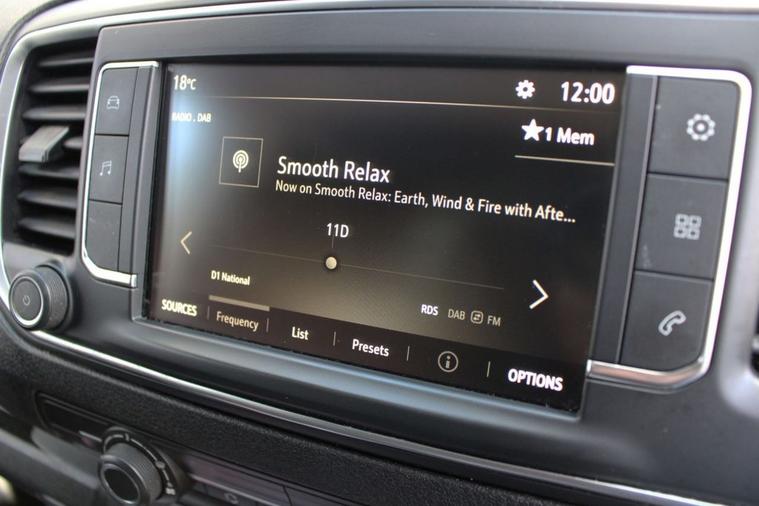 18°C
12:00
RADIO . DAB
★1 Mem
Smooth Relax
Now on Smooth Relax: Earth, Wind & Fire with Afte...
11D
D1 National
RDS DAB FM
SOURCES Frequency List Presets OPTIONS